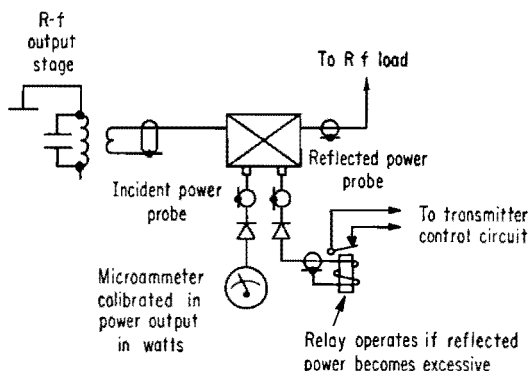 R-f
output
stage
To R f load
Reflected power
probe
Incident power
probe
To transmitter
control circuit
Microammeter
calibrated in
power output
in watts
Relay operates if reflected
power becomes excessive